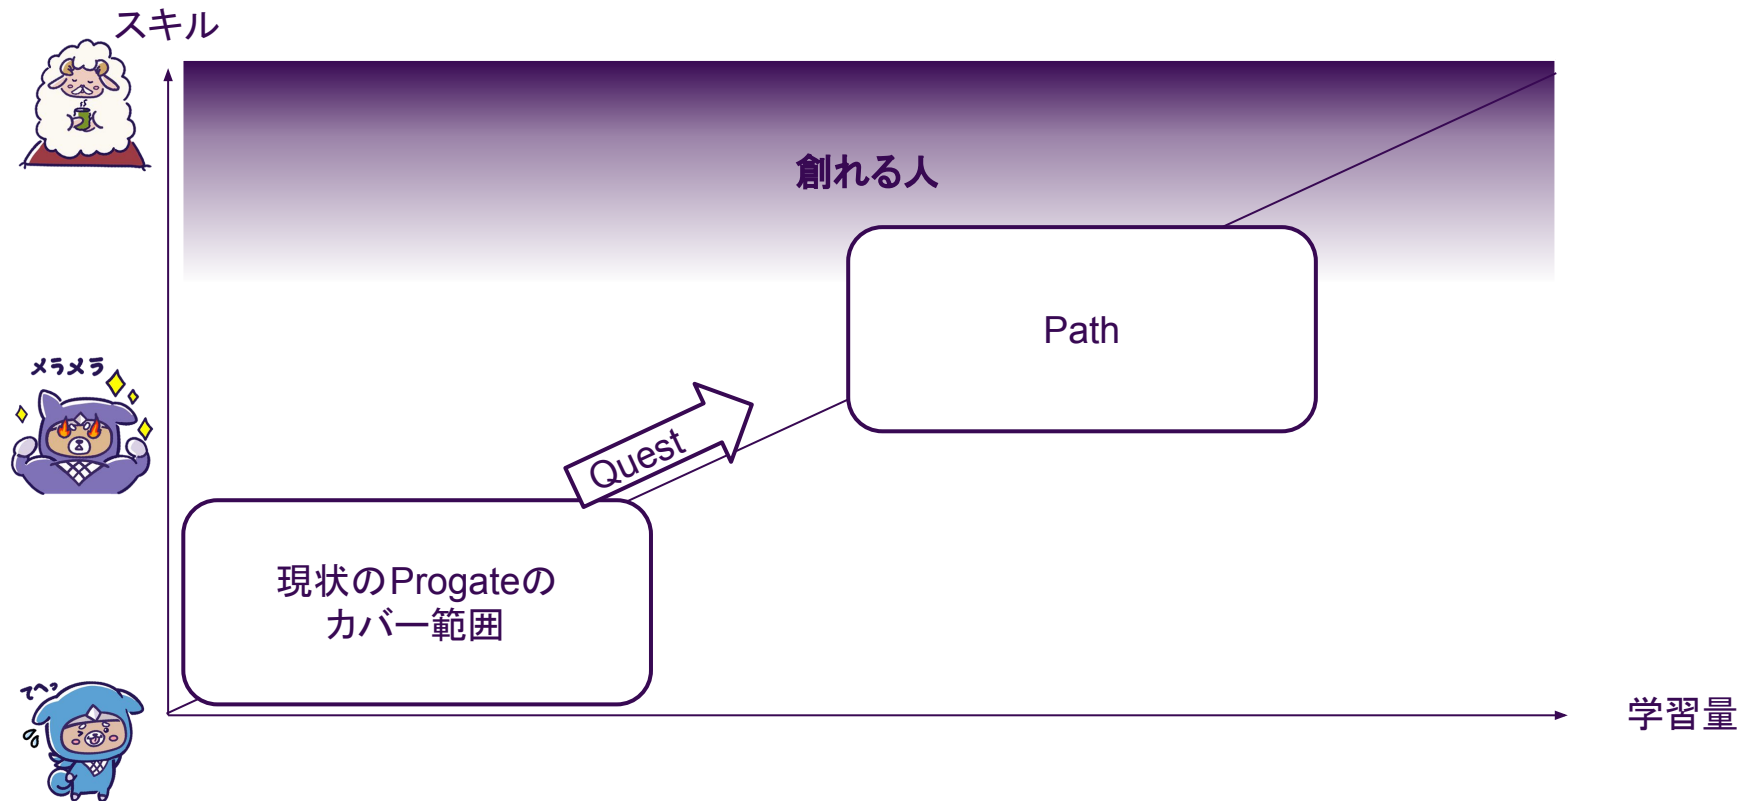 スキル
創れる人
Path
メラメラ
Quest
現状のProgateの
カバー範囲
てへっ
学習量